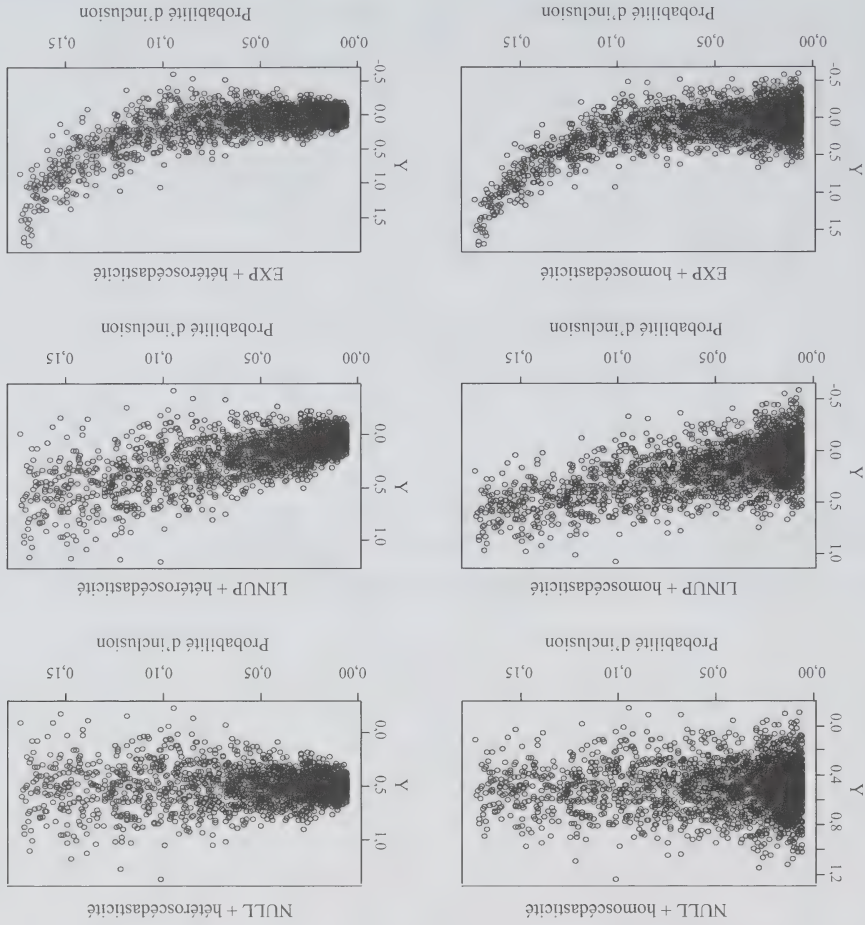 NULL + homoscédasticité
Y
1,2
0,8
0,4
0,0
0,00 0,05 0,10 0,15
Probabilité d'inclusion
NULL + hétéroscédasticité
Y
1,0
0,5
0,0
0,00 0,05 0,10 0,15
Probabilité d'inclusion
LINUP + homoscédasticité
Y
1,0
0,5
0,0
-0,5
0,00 0,05 0,10 0,15
Probabilité d'inclusion
LINUP + hétéroscédasticité
Y
1,0
0,5
0,0
0,00 0,05 0,10 0,15
Probabilité d'inclusion
EXP + homoscédasticité
Y
1,5
1,0
0,5
0,0
-0,5
0,00 0,05 0,10 0,15
Probabilité d'inclusion
EXP + hétéroscédasticité
Y
1,5
1,0
0,5
0,0
-0,5
0,00 0,05 0,10 0,15
Probabilité d'inclusion